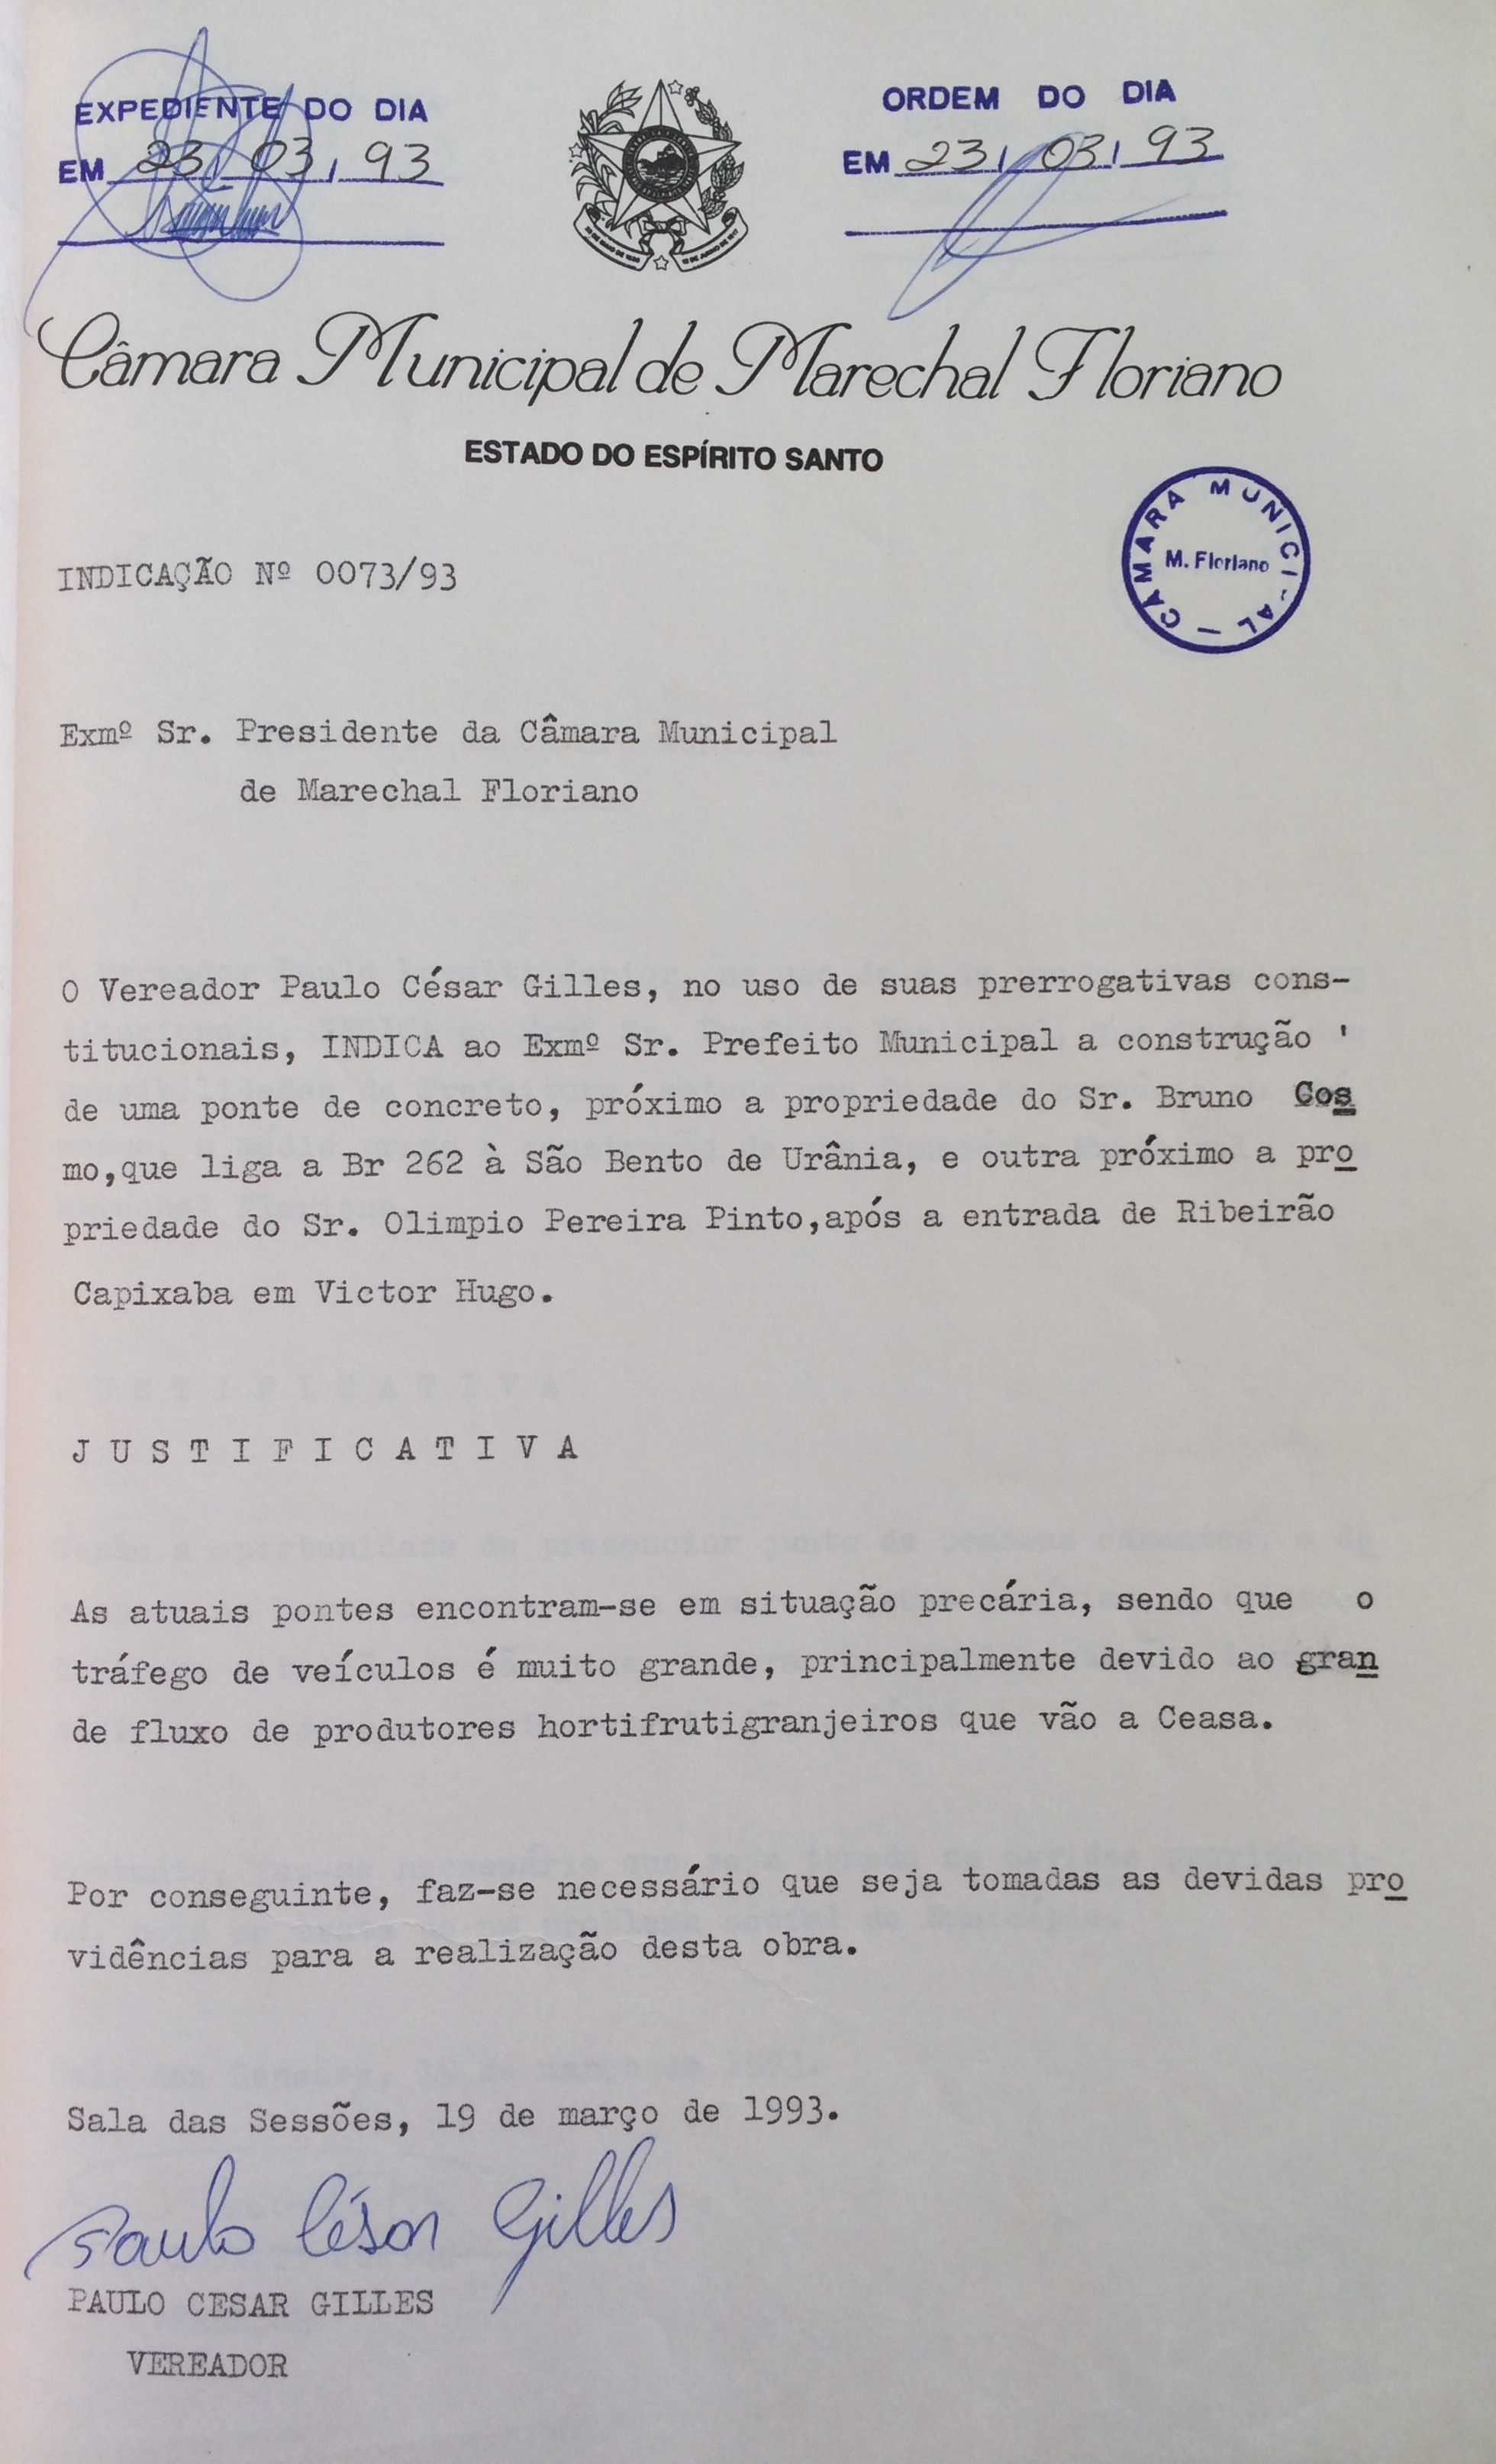 EXPEDIENTE DO DIA
EM 23/03/93
ORDEM DO DIA
EM 23/03/93
Câmara Municipal de Marechal Floriano
ESTADO DO ESPÍRITO SANTO
CÂMARA MUNICI-AL —
M. Floriano
INDICAÇÃO Nº 0073/93
Exmº Sr. Presidente da Câmara Municipal
de Marechal Floriano
O Vereador Paulo César Gilles, no uso de suas prerrogativas cons-
titucionais, INDICA ao Exmº Sr. Prefeito Municipal a construção '
de uma ponte de concreto, próximo a propriedade do Sr. Bruno Cos
mo,que liga a Br 262 à São Bento de Urânia, e outra próximo a pro
priedade do Sr. Olimpio Pereira Pinto,após a entrada de Ribeirão
Capixaba em Victor Hugo.
J U S T I F I C A T I V A
As atuais pontes encontram-se em situação precária, sendo que o
tráfego de veículos é muito grande, principalmente devido ao gran
de fluxo de produtores hortifrutigranjeiros que vão a Ceasa.
Por conseguinte, faz-se necessário que seja tomadas as devidas pro
vidências para a realização desta obra.
Sala das Sessões, 19 de março de 1993.
Paulo César Gilles
PAULO CESAR GILLES
VEREADOR